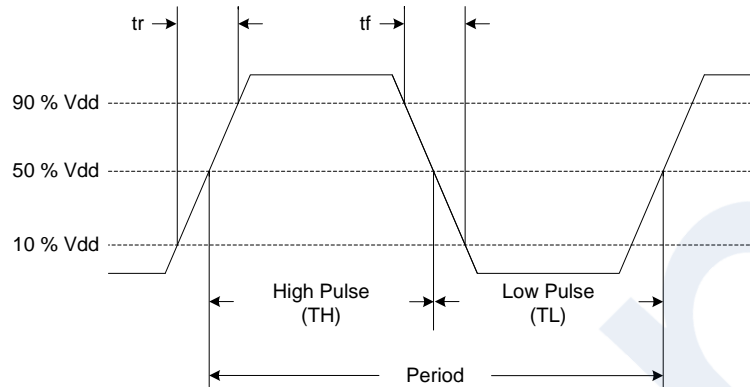 tr
tf
90 % Vdd
50 % Vdd
10 % Vdd
High Pulse
(TH)
Low Pulse
(TL)
Period